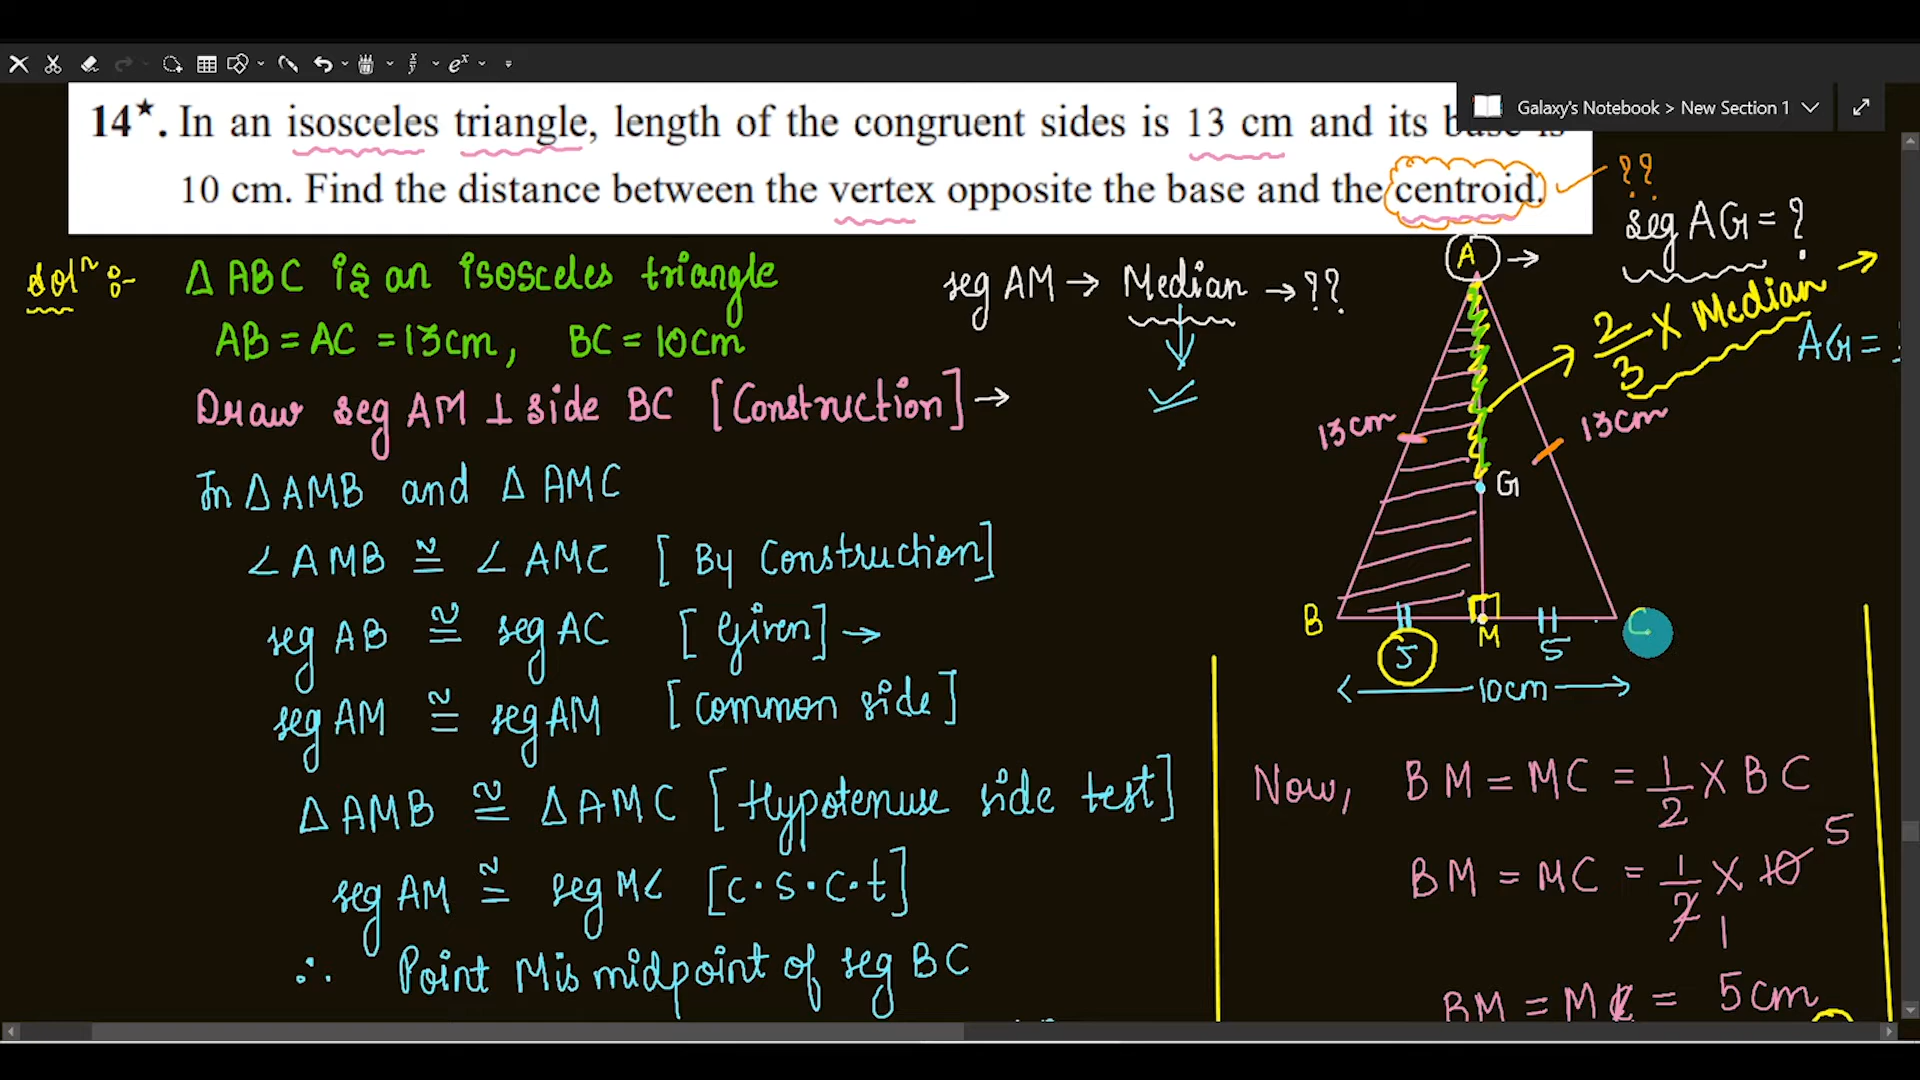 Galaxy's Notebook > New Section 1
14★. In an isosceles triangle, length of the congruent sides is 13 cm and its base is
10 cm. Find the distance between the vertex opposite the base and the centroid.
??
seg AG = ?
Solⁿ :-
Δ ABC is an isosceles triangle
AB = AC = 13cm, BC = 10cm
Draw seg AM ⊥ side BC [Construction] →
In Δ AMB and Δ AMC
∠AMB ≅ ∠AMC [By Construction]
seg AB ≅ seg AC [Given] →
seg AM ≅ seg AM [common side]
Δ AMB ≅ Δ AMC [Hypotenuse side test]
seg AM ≅ seg MC [c.s.c.t]
∴ Point M is midpoint of seg BC
seg AM → Median → ??
A →
2/3 X Median →
AG =
13cm
13cm
G
B
M
C
5
5
10cm
Now, BM = MC = 1/2 X BC
5
BM = MC = 1/2 X 10
1
BM = MC = 5cm